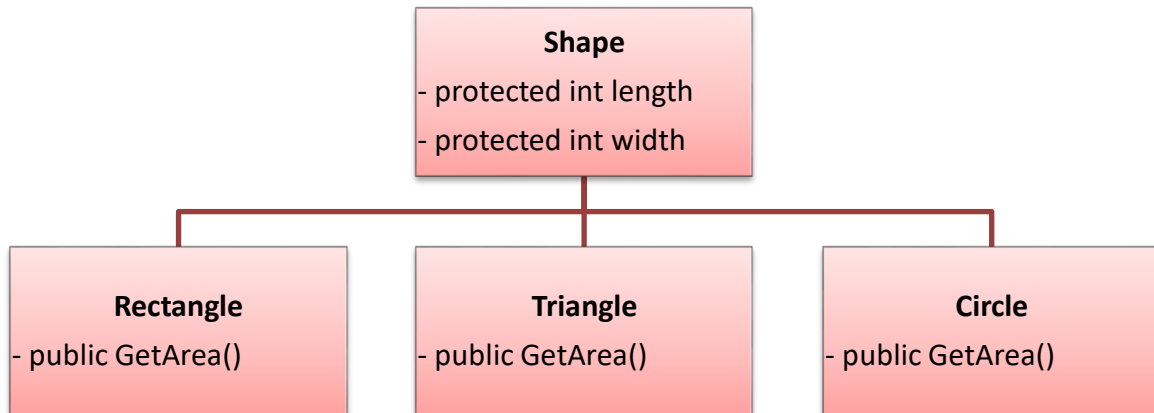 Shape
- protected int length
- protected int width
Rectangle
- public GetArea()
Triangle
- public GetArea()
Circle
- public GetArea()